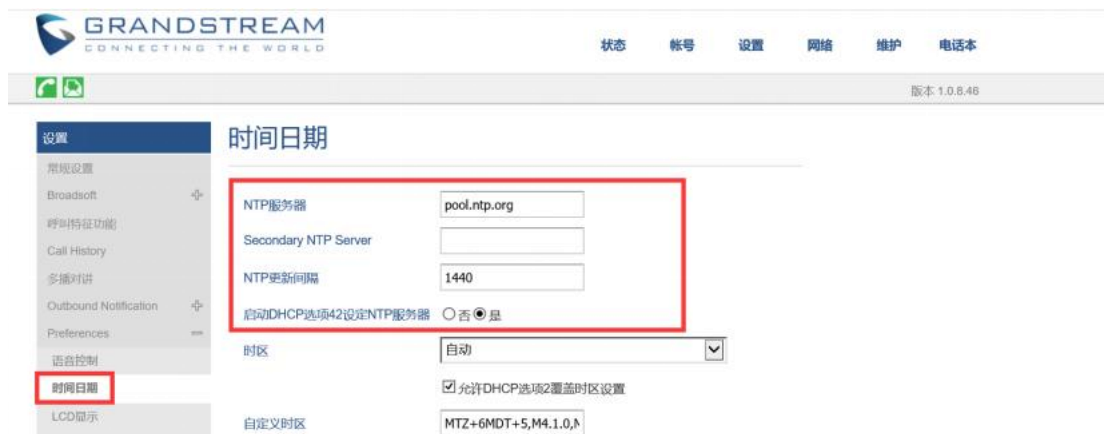 GRANDSTREAM
CONNECTING THE WORLD
状态 帐号 设置 网络 维护 电话本
版本 1.0.8.46
设置
常规设置
Broadsoft
呼叫特征功能
Call History
多播对讲
Outbound Notification
Preferences
语音控制
时间日期
LCD显示
时间日期
NTP服务器 pool.ntp.org
Secondary NTP Server
NTP更新间隔 1440
启动DHCP选项42设定NTP服务器 否 是
时区 自动
允许DHCP选项2覆盖时区设置
自定义时区 MTZ+6MDT+5,M4.1.0,M